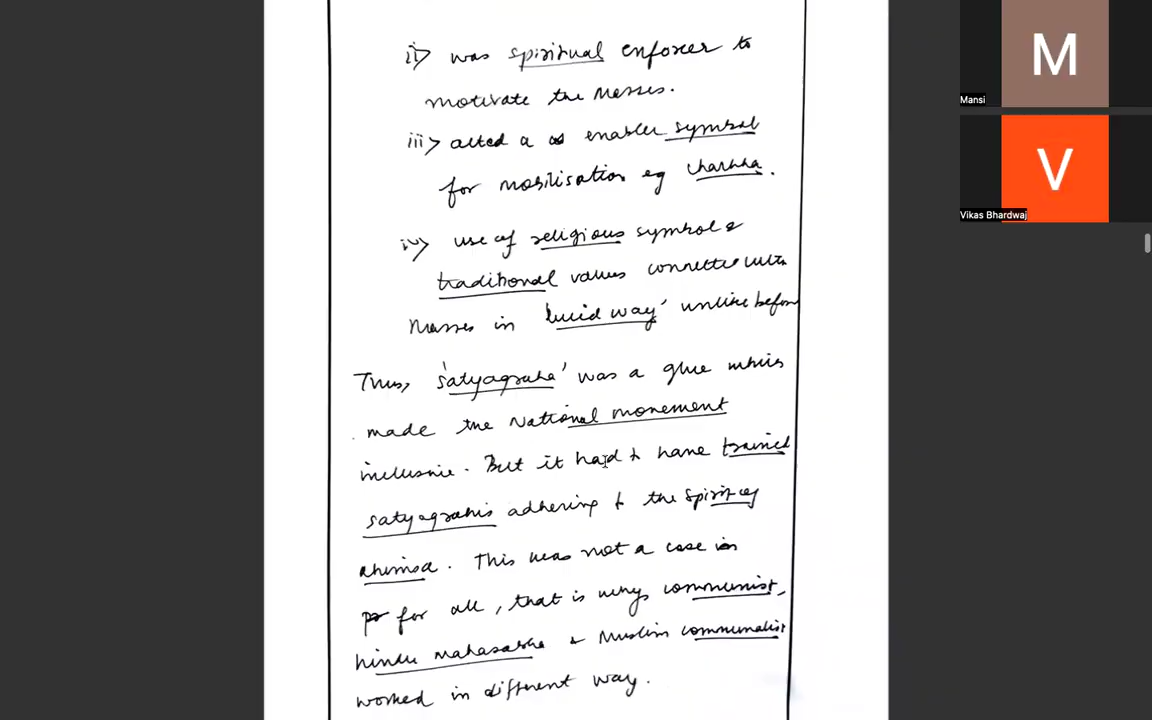 ii) was spiritual enforcer to
motivate the masses.
iii) acted a as enabler symbol
for mobilisation eg charkha.
iv) use of religious symbol &
traditional values connected with
masses in 'lucid way' unlike before
Thus, 'satyagraha' was a glue which
made the National movement
inclusive. But it had to have trained
satyagrahis adhering to the spirit of
ahimsa. This was not a case in
for all, that is why communist,
hindu mahasabha & Muslim communalist
worked in different way.
M
Mansi
V
Vikas Bhardwaj